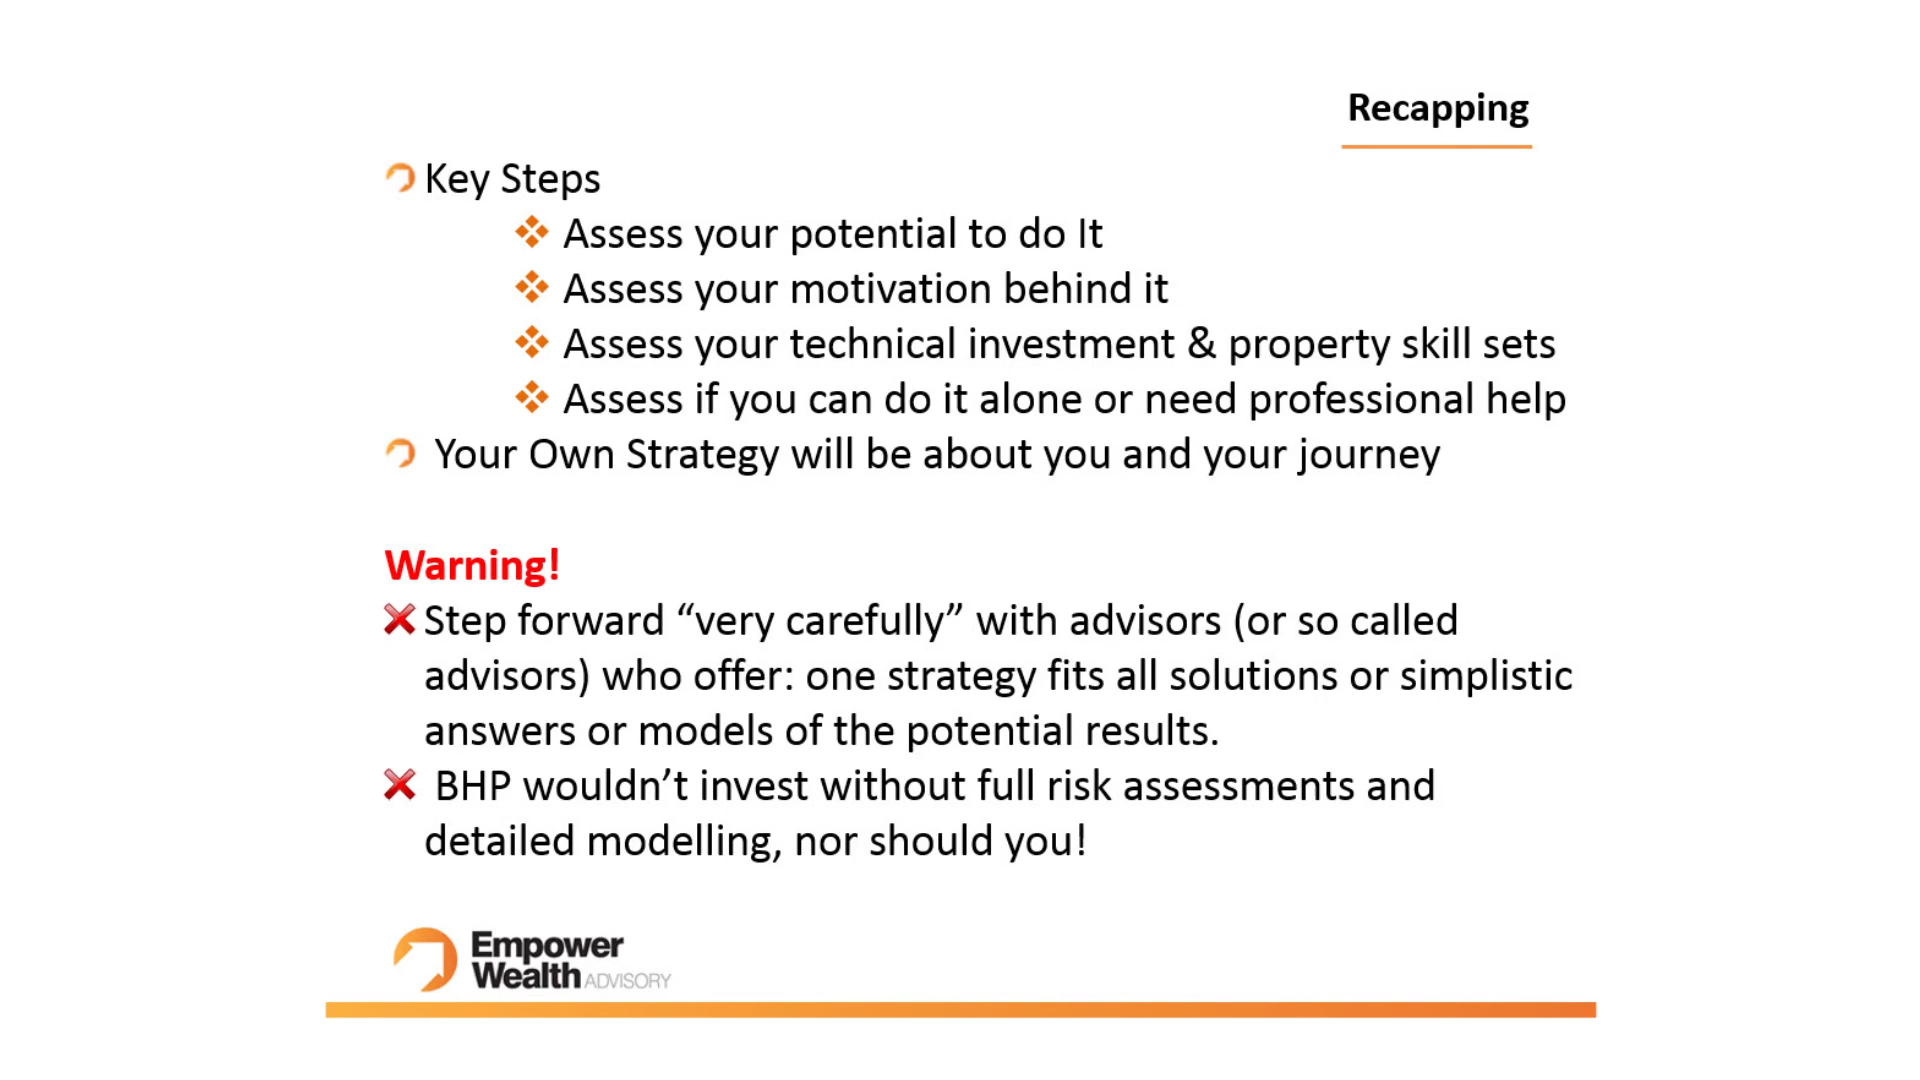 Recapping
Key Steps
Assess your potential to do It
Assess your motivation behind it
Assess your technical investment & property skill sets
Assess if you can do it alone or need professional help
Your Own Strategy will be about you and your journey
Warning!
Step forward “very carefully” with advisors (or so called
advisors) who offer: one strategy fits all solutions or simplistic
answers or models of the potential results.
BHP wouldn’t invest without full risk assessments and
detailed modelling, nor should you!
Empower
Wealth ADVISORY